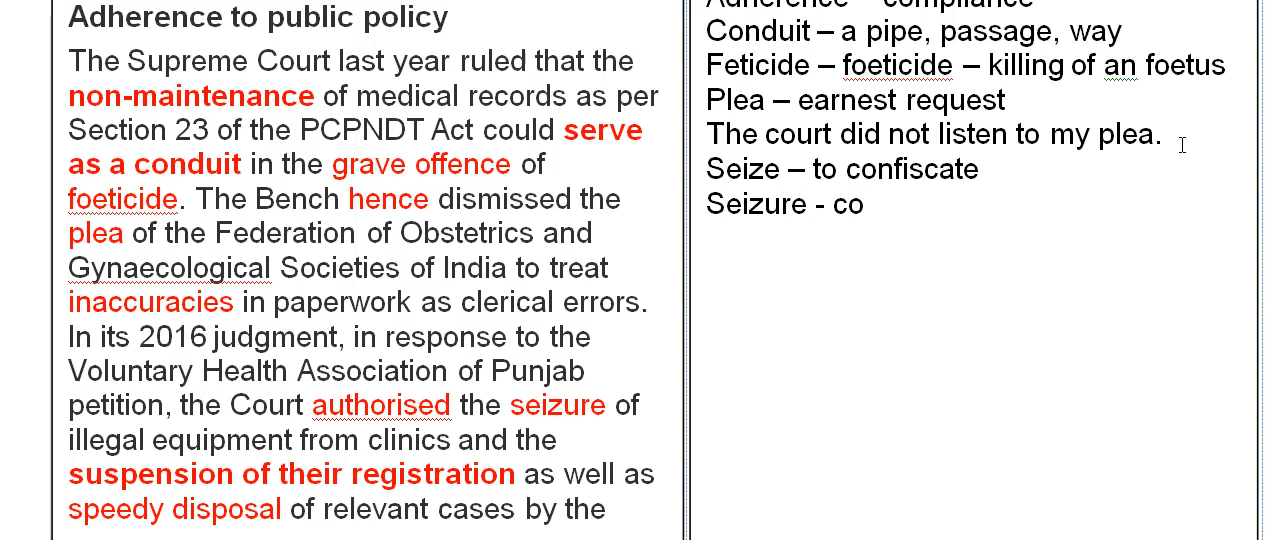 Adherence to public policy
The Supreme Court last year ruled that the
non-maintenance of medical records as per
Section 23 of the PCPNDT Act could serve
as a conduit in the grave offence of
foeticide. The Bench hence dismissed the
plea of the Federation of Obstetrics and
Gynaecological Societies of India to treat
inaccuracies in paperwork as clerical errors.
In its 2016 judgment, in response to the
Voluntary Health Association of Punjab
petition, the Court authorised the seizure of
illegal equipment from clinics and the
suspension of their registration as well as
speedy disposal of relevant cases by the
Adherence – compliance
Conduit – a pipe, passage, way
Feticide – foeticide – killing of an foetus
Plea – earnest request
The court did not listen to my plea.
Seize – to confiscate
Seizure - co